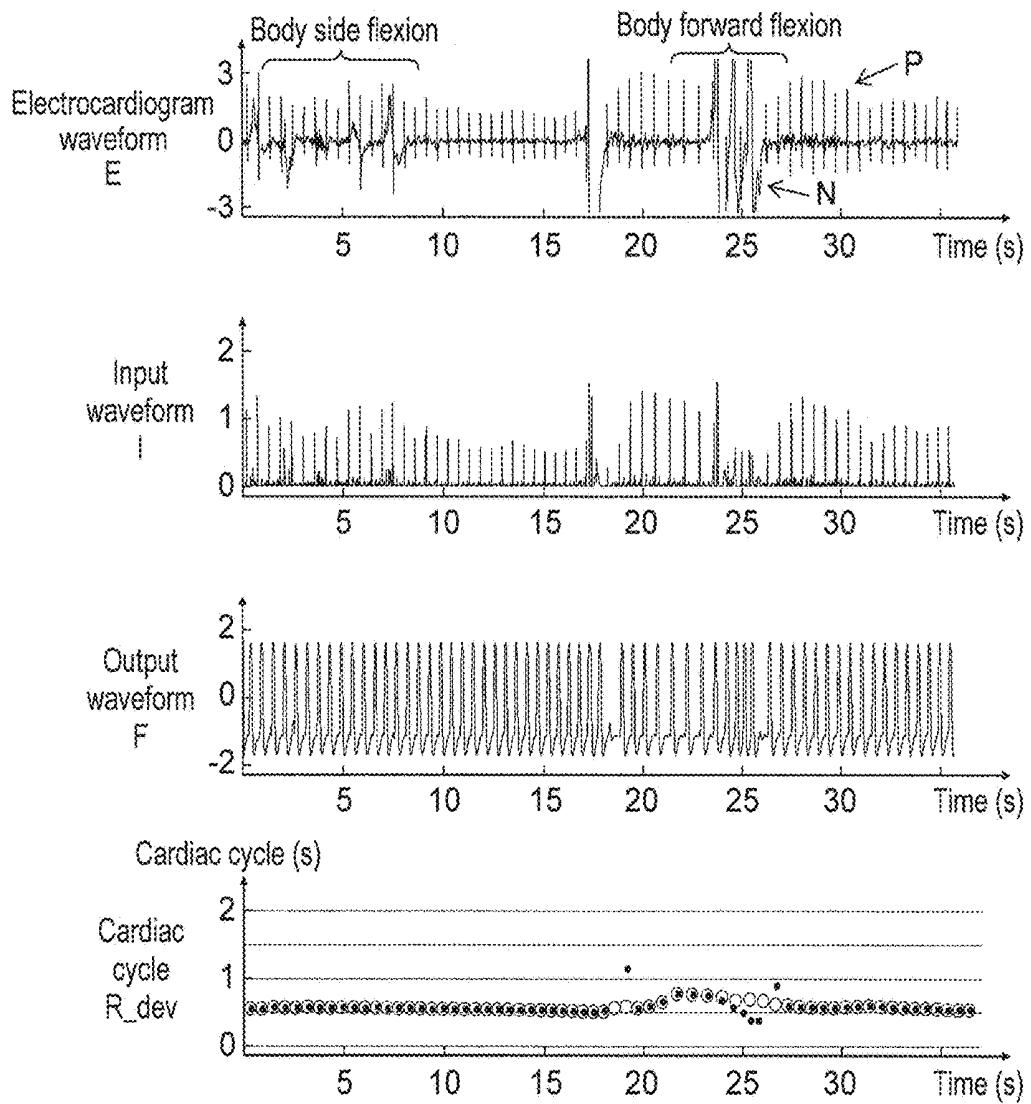 Body side flexion
Body forward flexion
P
3
Electrocardiogram
waveform
E
0
N
-3
5 10 15 20 25 30 Time (s)
2
Input
waveform
I
1
0
5 10 15 20 25 30 Time (s)
2
Output
waveform
F
0
-2
5 10 15 20 25 30 Time (s)
Cardiac cycle (s)
2
Cardiac
cycle
R_dev
1
0
5 10 15 20 25 30 Time (s)